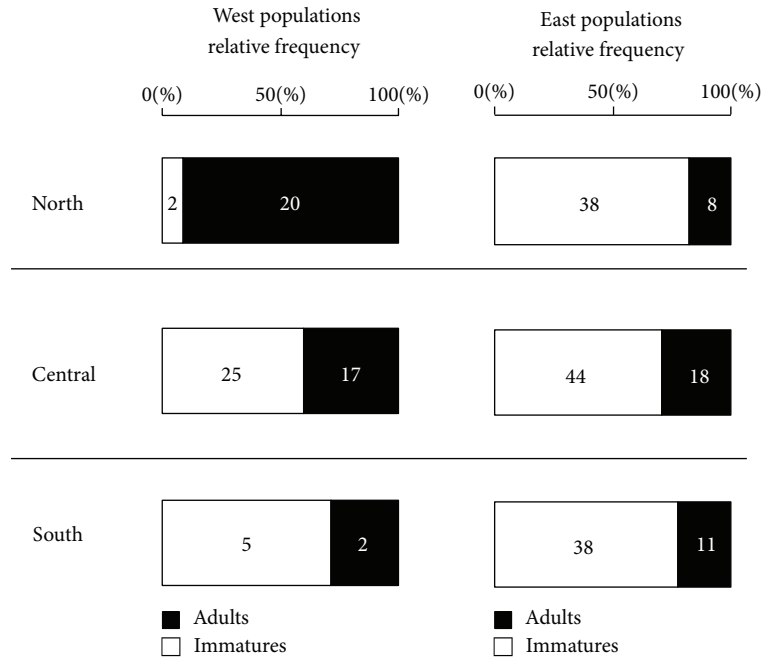 West populations
relative frequency
East populations
relative frequency
0(%) 50(%) 100(%)
0(%) 50(%) 100(%)
North 2 20 38 8
Central 25 17 44 18
South 5 2 38 11
Adults
Immatures
Adults
Immatures